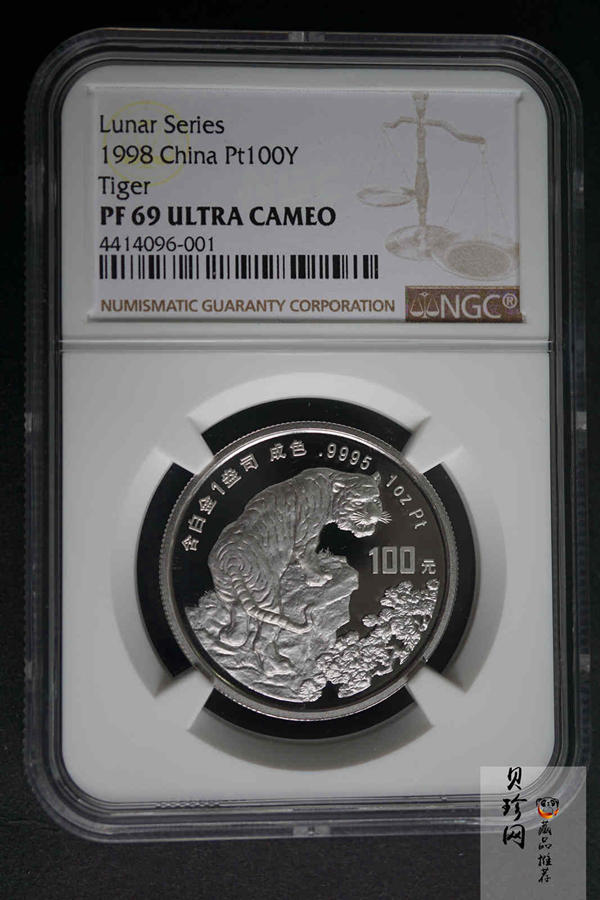 Lunar Series
1998 China Pt100Y
Tiger
PF 69 ULTRA CAMEO
4414096-001
NUMISMATIC GUARANTY CORPORATION
NGC®
含白金1盎司 成色 .9995 1oz Pt
100元
贝珍网
藏品推荐